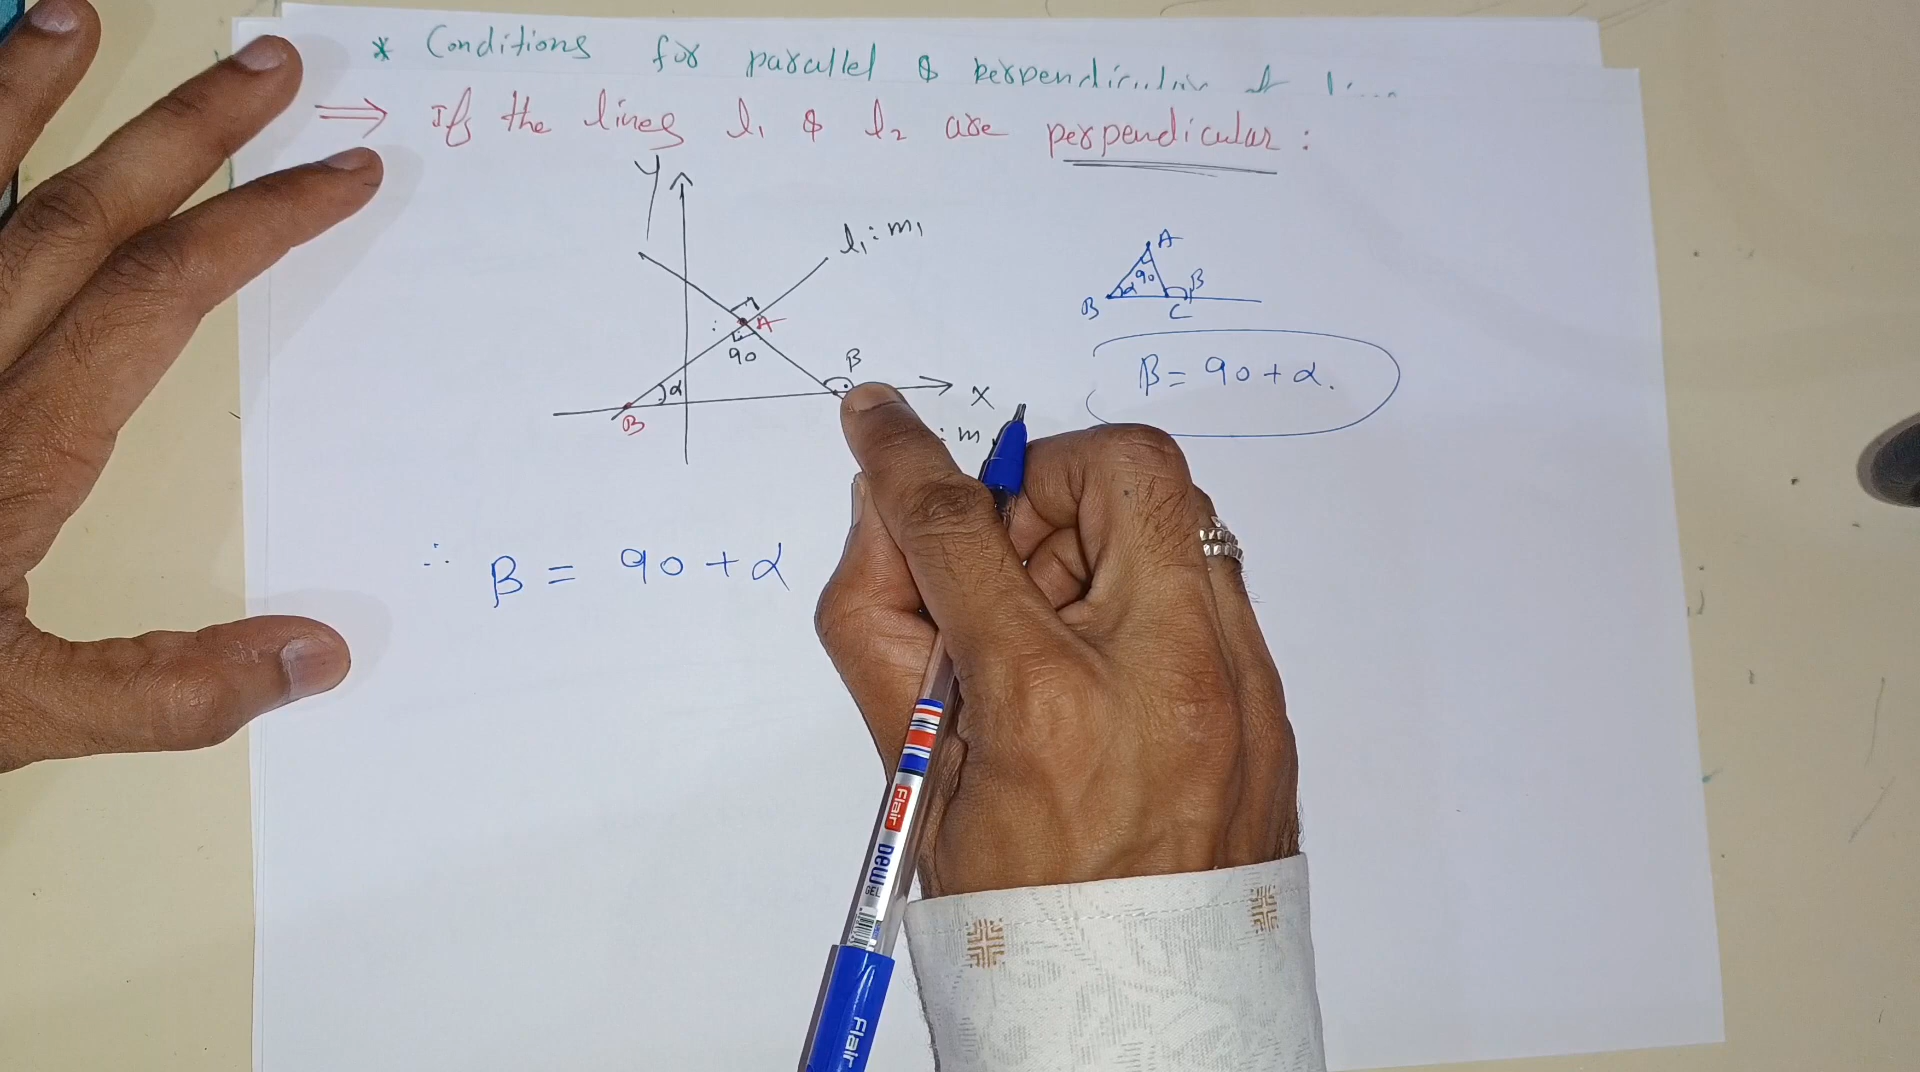 * Conditions for parallel & perpendicular of
⇒ If the lines l₁ & l₂ are perpendicular :
Y
l₁ : m₁
A
90
α
B
β
X
: m
A
90
α
B
C
β
β = 90 + α.
∴ β = 90 + α
Flair
DEW
GEL
Flair